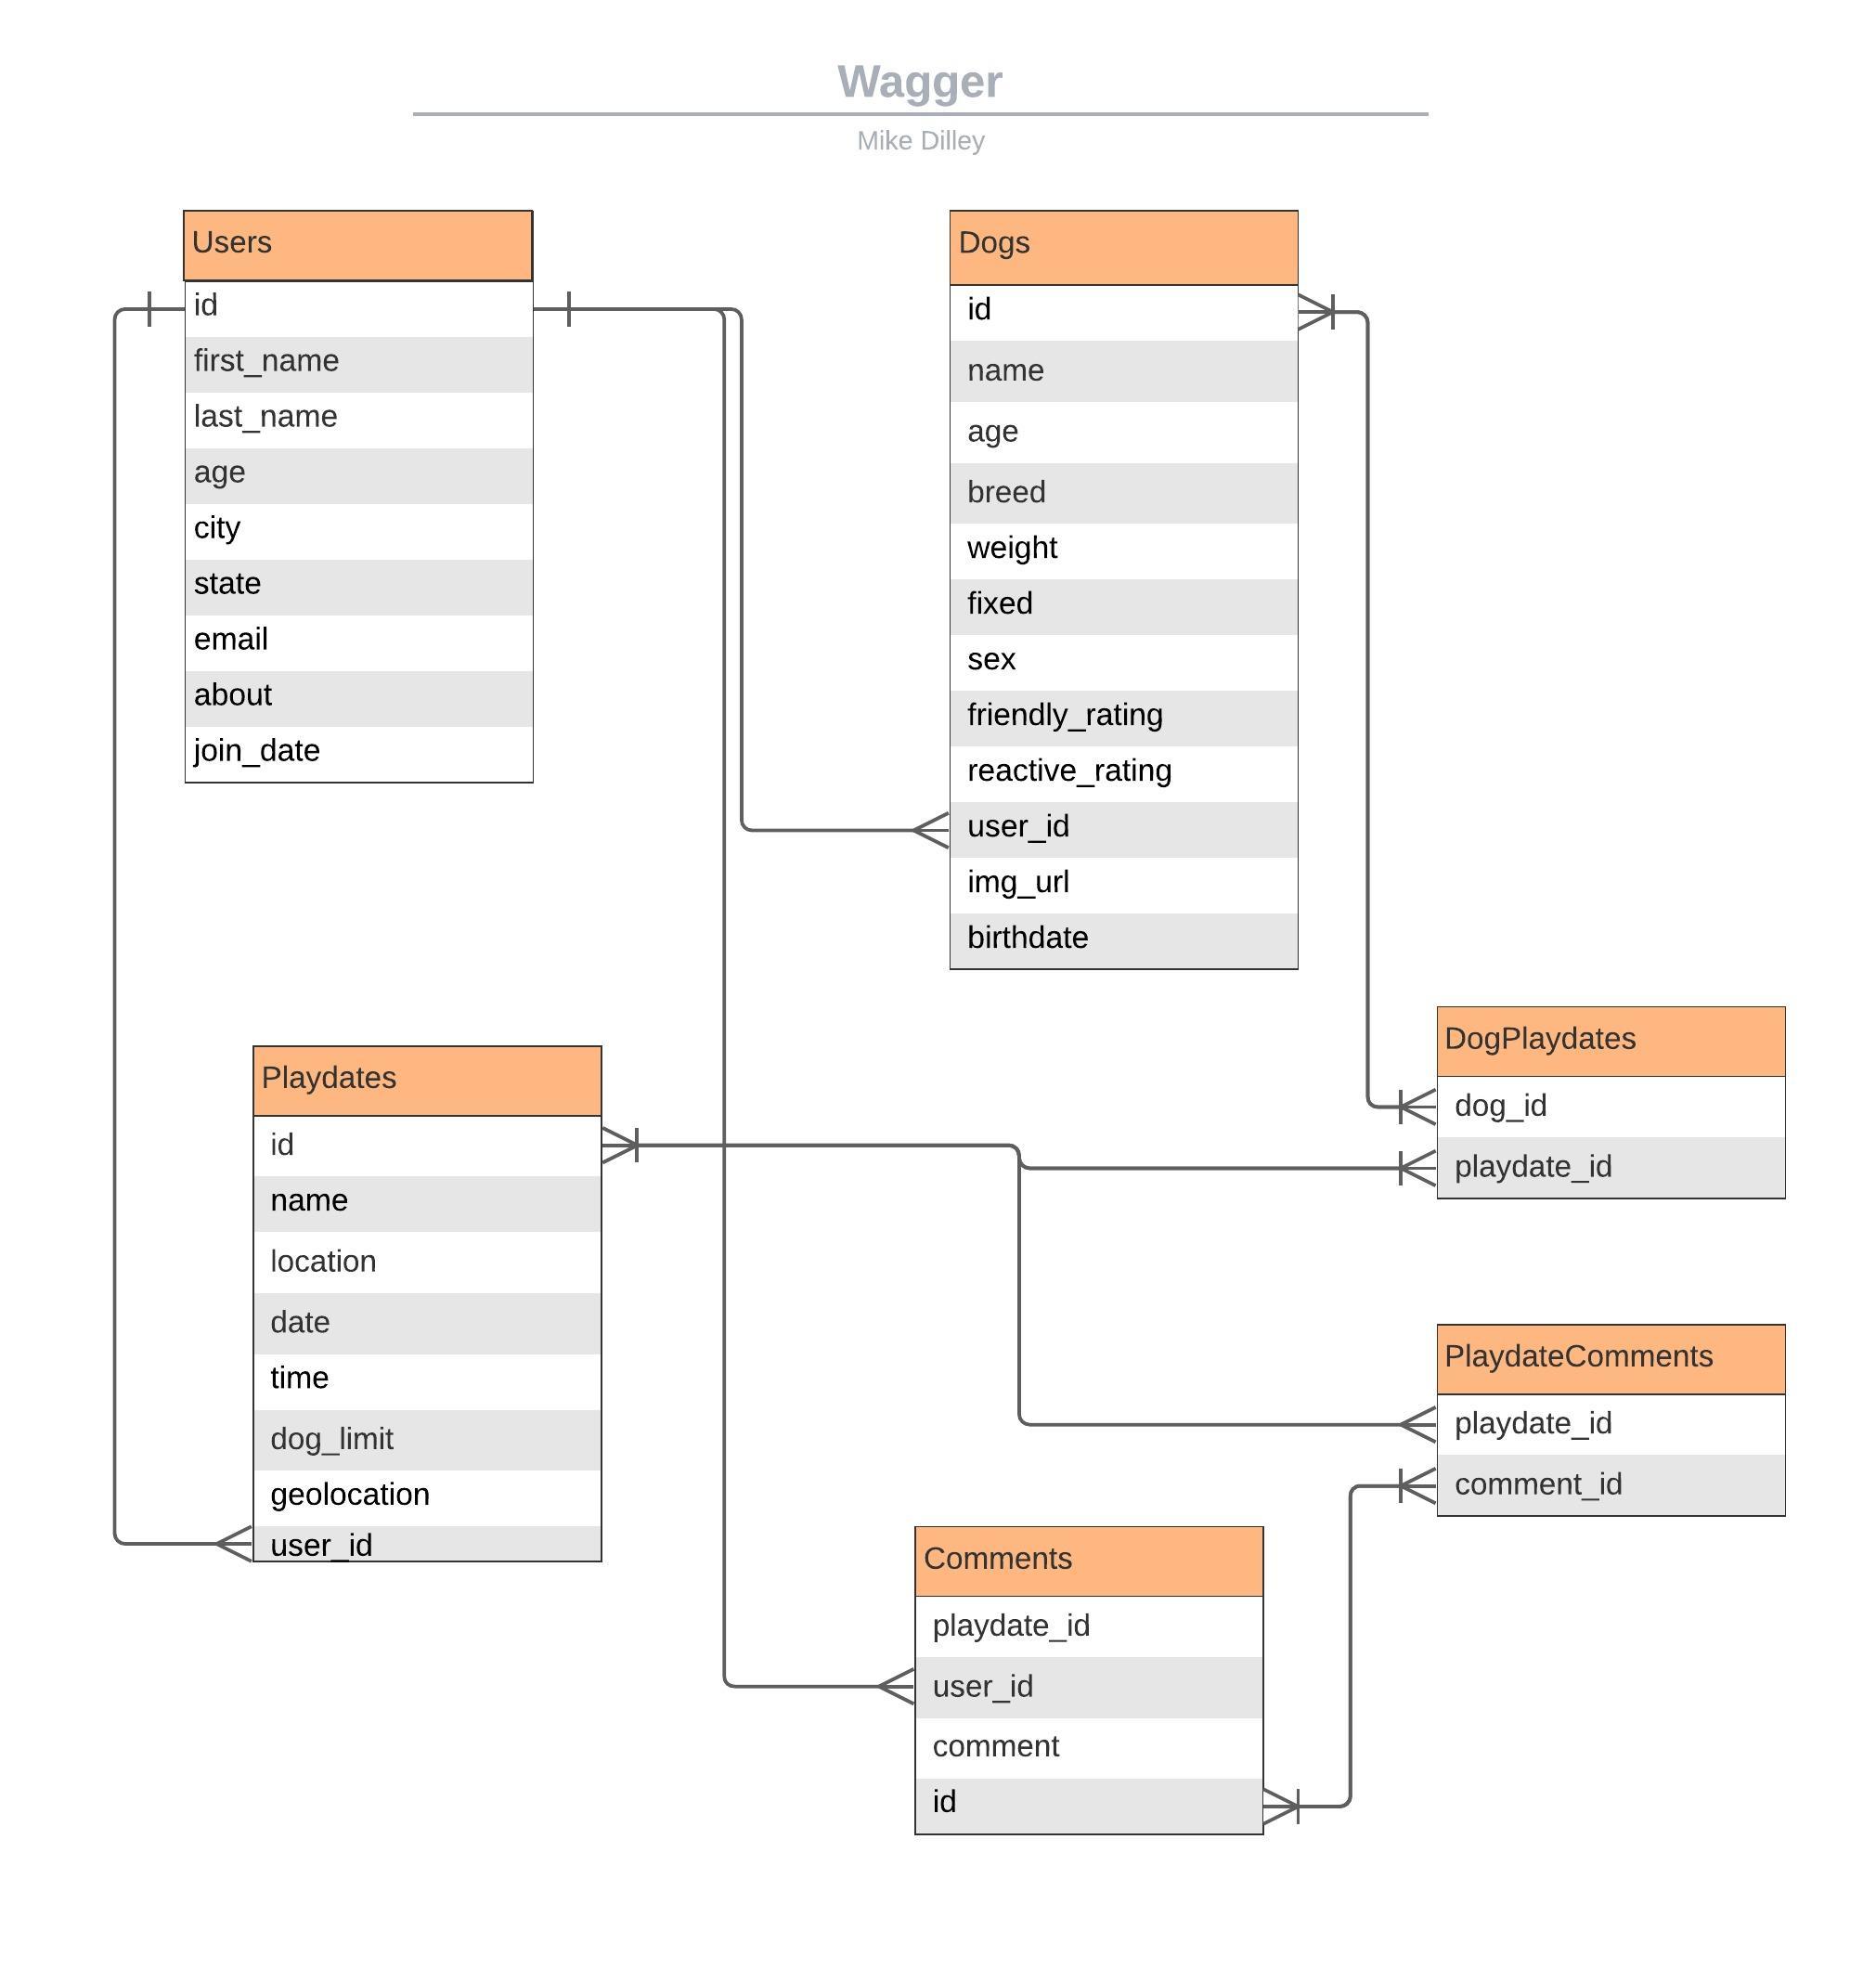 Wagger
Mike Dilley
Users
id
first_name
last_name
age
city
state
email
about
join_date
Dogs
id
name
age
breed
weight
fixed
sex
friendly_rating
reactive_rating
user_id
img_url
birthdate
Playdates
id
name
location
date
time
dog_limit
geolocation
user_id
DogPlaydates
dog_id
playdate_id
PlaydateComments
playdate_id
comment_id
Comments
playdate_id
user_id
comment
id